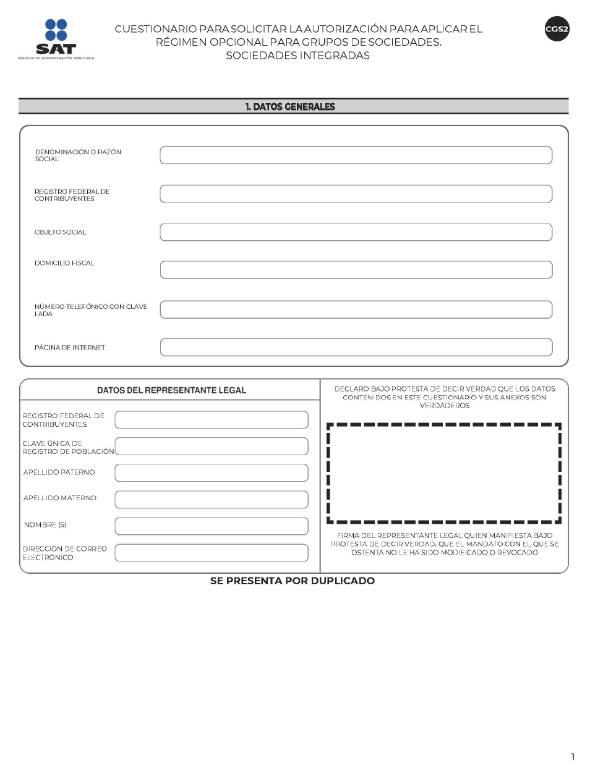 SAT
SERVICIO DE ADMINISTRACIÓN TRIBUTARIA
CUESTIONARIO PARA SOLICITAR LA AUTORIZACIÓN PARA APLICAR EL
RÉGIMEN OPCIONAL PARA GRUPOS DE SOCIEDADES.
SOCIEDADES INTEGRADAS
CGS2
1. DATOS GENERALES
DENOMINACIÓN O RAZÓN
SOCIAL
REGISTRO FEDERAL DE
CONTRIBUYENTES
OBJETO SOCIAL
DOMICILIO FISCAL
NÚMERO TELEFÓNICO CON CLAVE
LADA
PÁGINA DE INTERNET
DATOS DEL REPRESENTANTE LEGAL
REGISTRO FEDERAL DE
CONTRIBUYENTES
CLAVE ÚNICA DE
REGISTRO DE POBLACIÓN
APELLIDO PATERNO
APELLIDO MATERNO
NOMBRE (S)
DIRECCIÓN DE CORREO
ELECTRÓNICO
DECLARO BAJO PROTESTA DE DECIR VERDAD QUE LOS DATOS
CONTENIDOS EN ESTE CUESTIONARIO Y SUS ANEXOS SON
VERDADEROS
FIRMA DEL REPRESENTANTE LEGAL QUIEN MANIFIESTA BAJO
PROTESTA DE DECIR VERDAD, QUE EL MANDATO CON EL QUE SE
OSTENTA NO LE HA SIDO MODIFICADO O REVOCADO
SE PRESENTA POR DUPLICADO
1